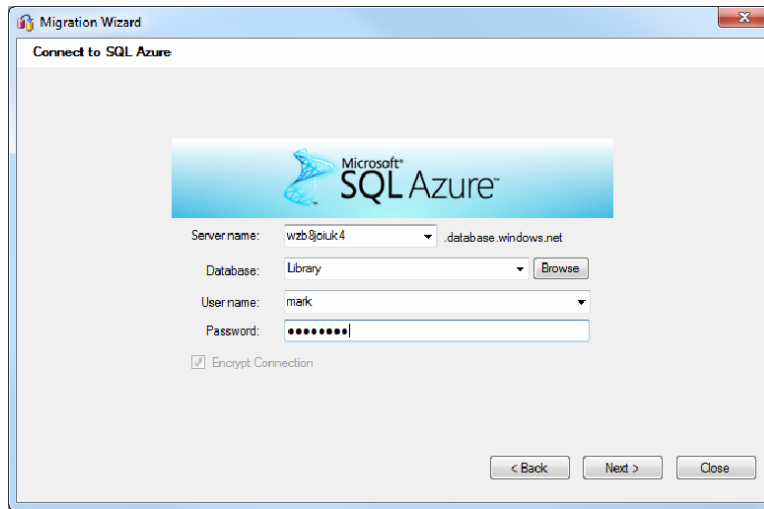 Migration Wizard
Connect to SQL Azure
Microsoft®
SQL Azure™
Server name: wzb8joiuk4 .database.windows.net
Database: Library Browse
User name: mark
Password: ●●●●●●●●
Encrypt Connection
< Back Next > Close